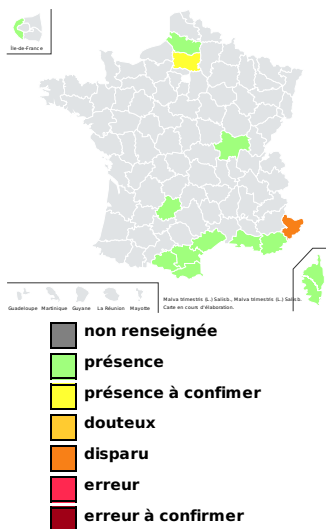 Île-de-France
Guadeloupe Martinique Guyane La Réunion Mayotte
Malva trimestris (L.) Salisb., Malva trimestris (L.) Salisb.
Carte en cours d'élaboration.
non renseignée
présence
présence à confimer
douteux
disparu
erreur
erreur à confirmer